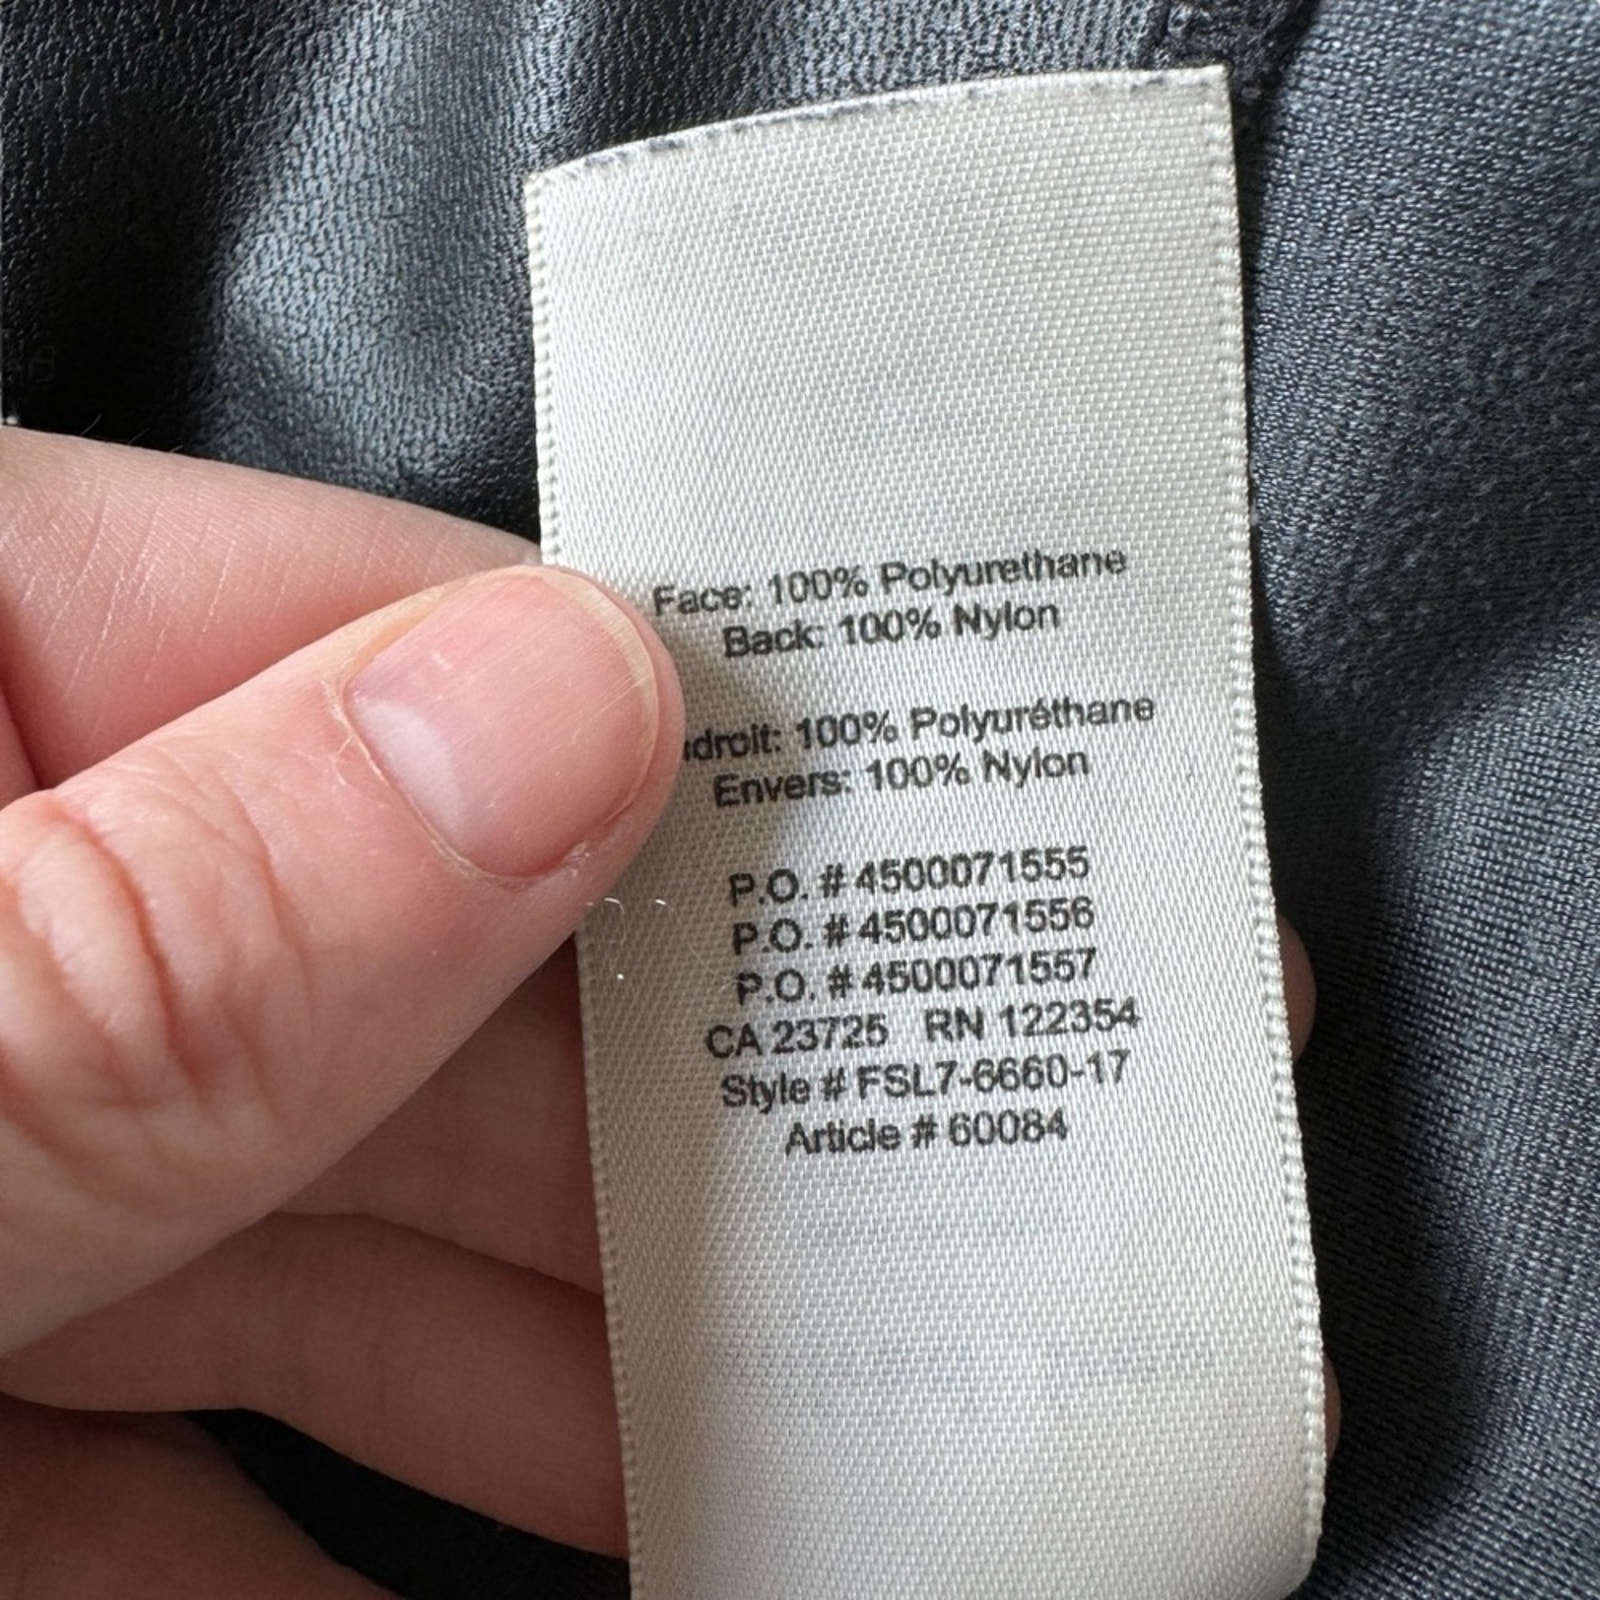 Face: 100% Polyurethane
Back: 100% Nylon
100% Polyuréthane
Envers: 100% Nylon
P.O. # 4500071555
P.O. # 4500071556
P.O. # 4500071557
CA 23725 RN 122354
Style # FSL7-6660-17
Article # 60084